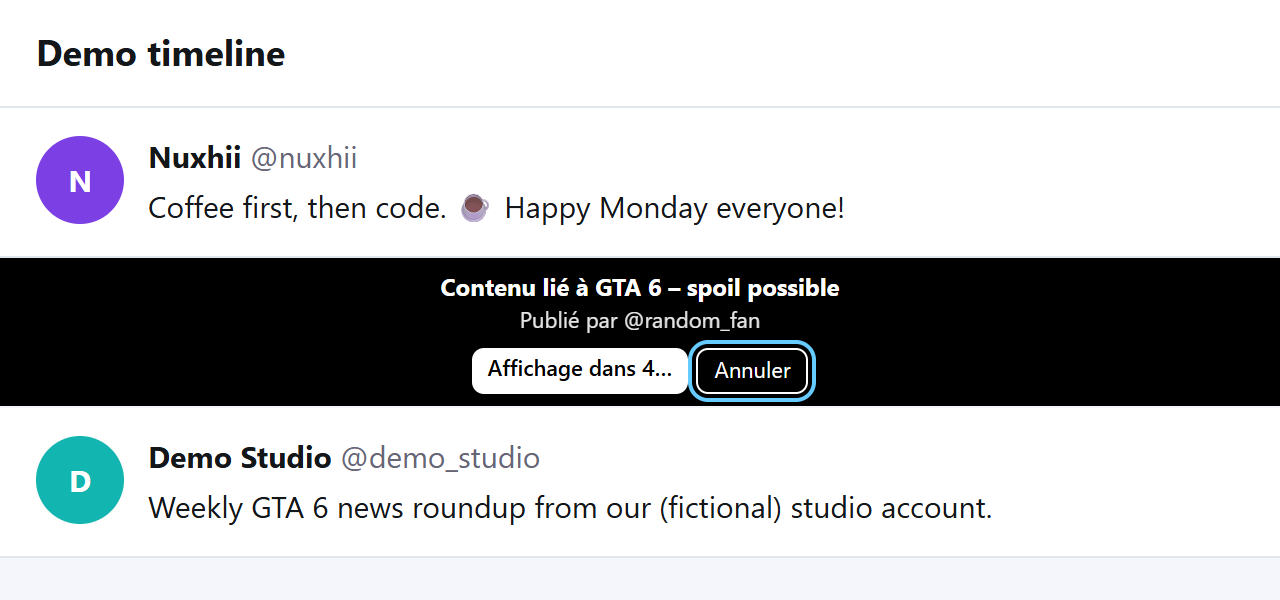 Demo timeline
N
Nuxhii @nuxhii
Coffee first, then code. ☕ Happy Monday everyone!
Contenu lié à GTA 6 – spoil possible
Publié par @random_fan
Affichage dans 4... Annuler
D
Demo Studio @demo_studio
Weekly GTA 6 news roundup from our (fictional) studio account.